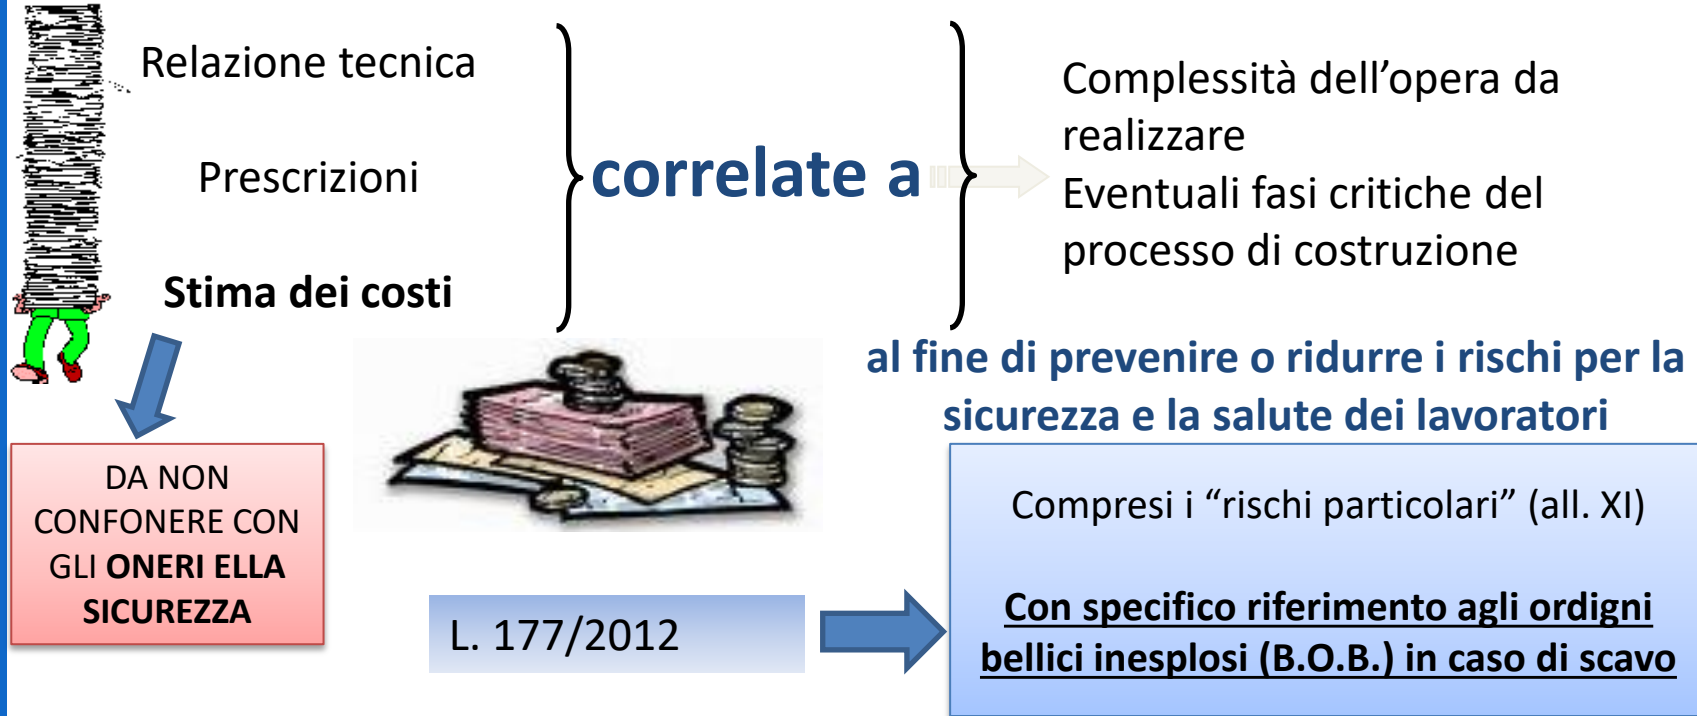 Relazione tecnica
Prescrizioni
Stima dei costi
correlate a
Complessità dell’opera da
realizzare
Eventuali fasi critiche del
processo di costruzione
al fine di prevenire o ridurre i rischi per la
sicurezza e la salute dei lavoratori
DA NON
CONFONERE CON
GLI ONERI ELLA
SICUREZZA
L. 177/2012
Compresi i “rischi particolari” (all. XI)
Con specifico riferimento agli ordigni
bellici inesplosi (B.O.B.) in caso di scavo